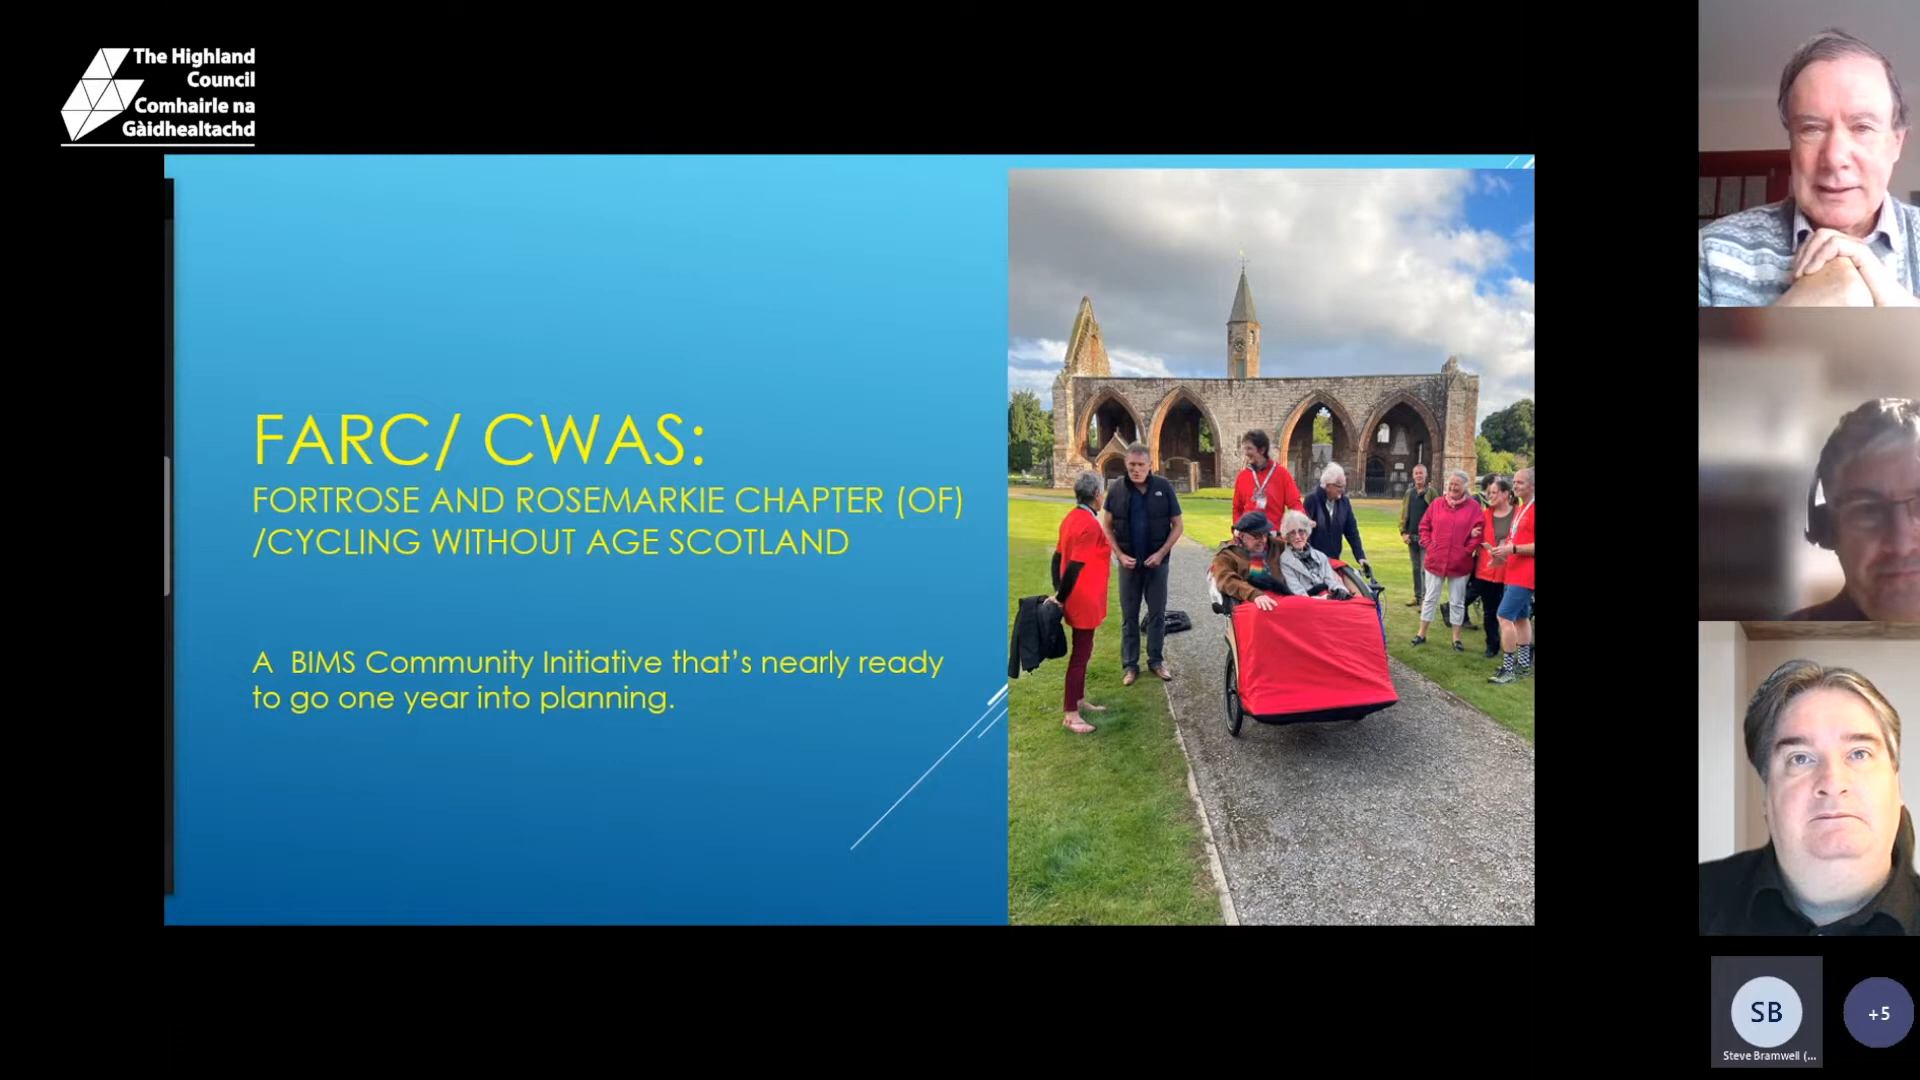 The Highland
Council
Comhairle na
Gàidhealtachd
FARC/ CWAS:
FORTROSE AND ROSEMARKIE CHAPTER (OF)
/CYCLING WITHOUT AGE SCOTLAND
A BIMS Community Initiative that's nearly ready
to go one year into planning.
SB
+5
Steve Bramwell (...